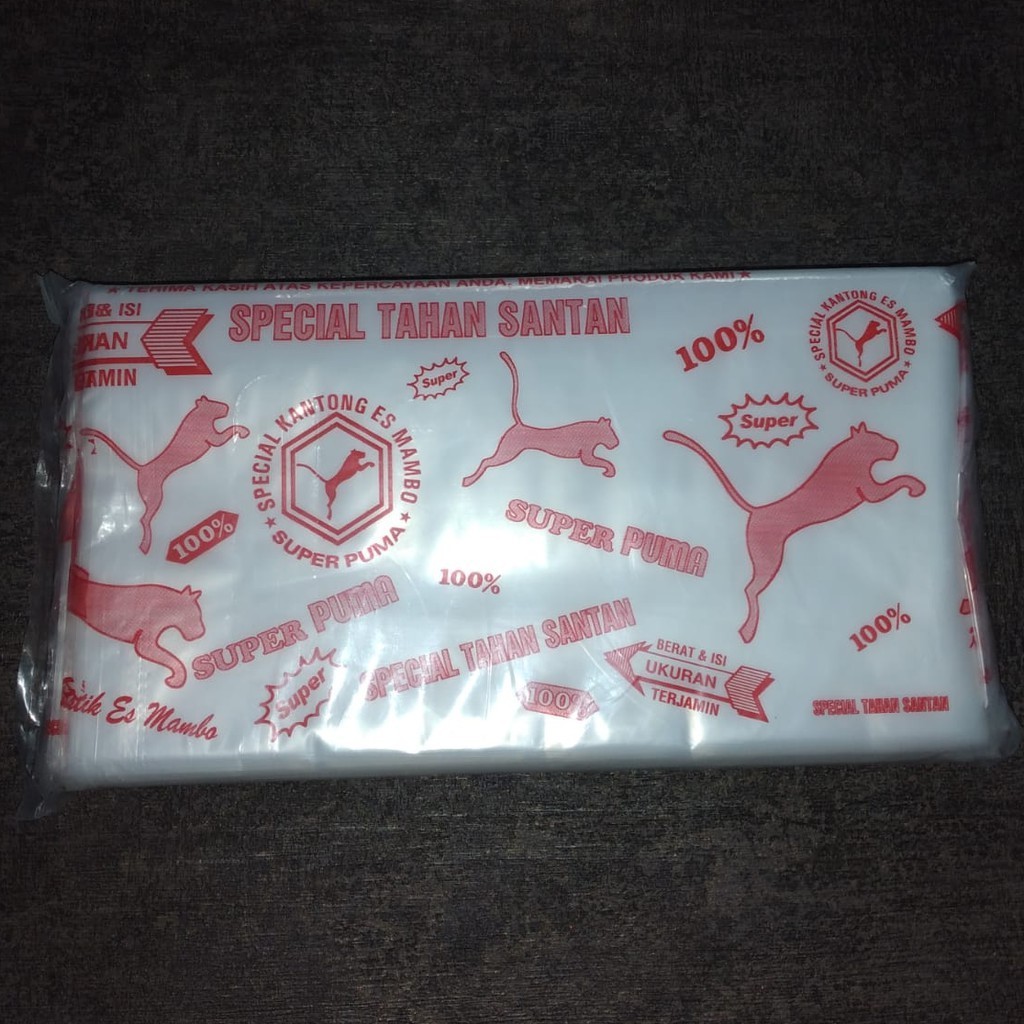 ★ TERIMA KASIH ATAS KEPERCAYAAN ANDA, MEMAKAI PRODUK KAMI ★
& ISI
JAMIN
SPECIAL TAHAN SANTAN
100%
SPECIAL KANTONG ES MAMBO
★ SUPER PUMA ★
Super
Super
SPECIAL KANTONG ES MAMBO
★ SUPER PUMA ★
100%
SUPER PUMA
100%
SUPER PUMA
SPECIAL TAHAN SANTAN
100%
BERAT & ISI
UKURAN
TERJAMIN
Super
100%
Es Mambo
SPECIAL TAHAN SANTAN